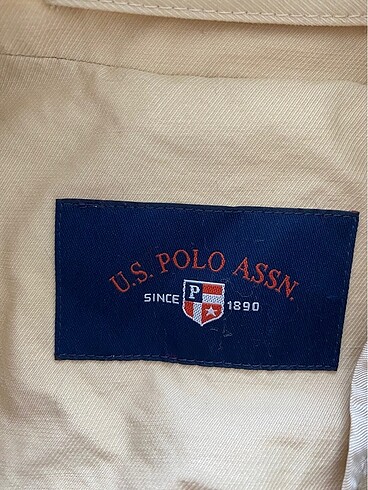 U.S. POLO ASSN.
SINCE P 1890